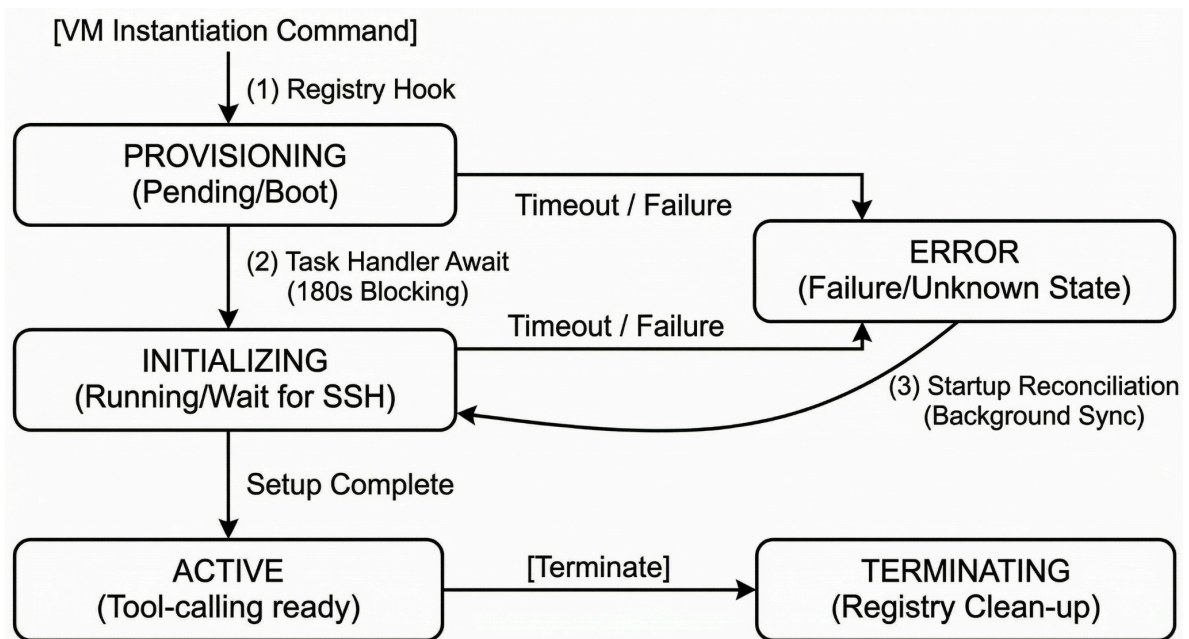 [VM Instantiation Command]
(1) Registry Hook
PROVISIONING
(Pending/Boot)
Timeout / Failure
ERROR
(Failure/Unknown State)
(2) Task Handler Await
(180s Blocking)
Timeout / Failure
INITIALIZING
(Running/Wait for SSH)
(3) Startup Reconciliation
(Background Sync)
Setup Complete
ACTIVE
(Tool-calling ready)
[Terminate]
TERMINATING
(Registry Clean-up)